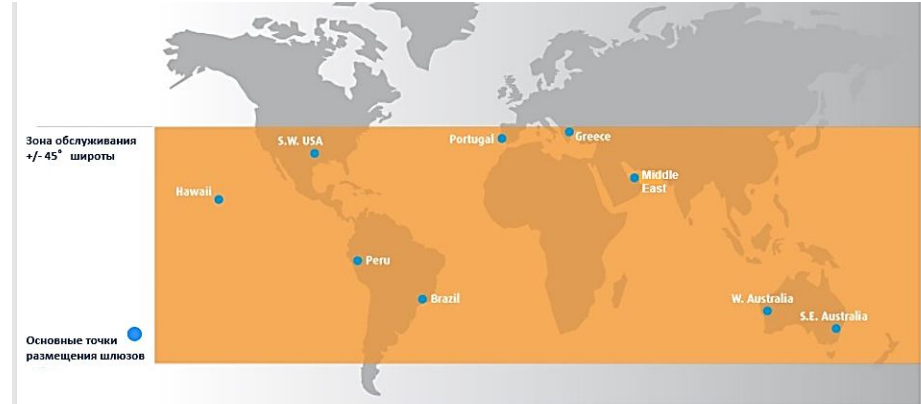 Зона обслуживания
+/- 45° широты
S.W. USA
Portugal
Greece
Middle
East
Hawaii
Peru
Brazil
W. Australia
S.E. Australia
Основные точки
размещения шлюзов